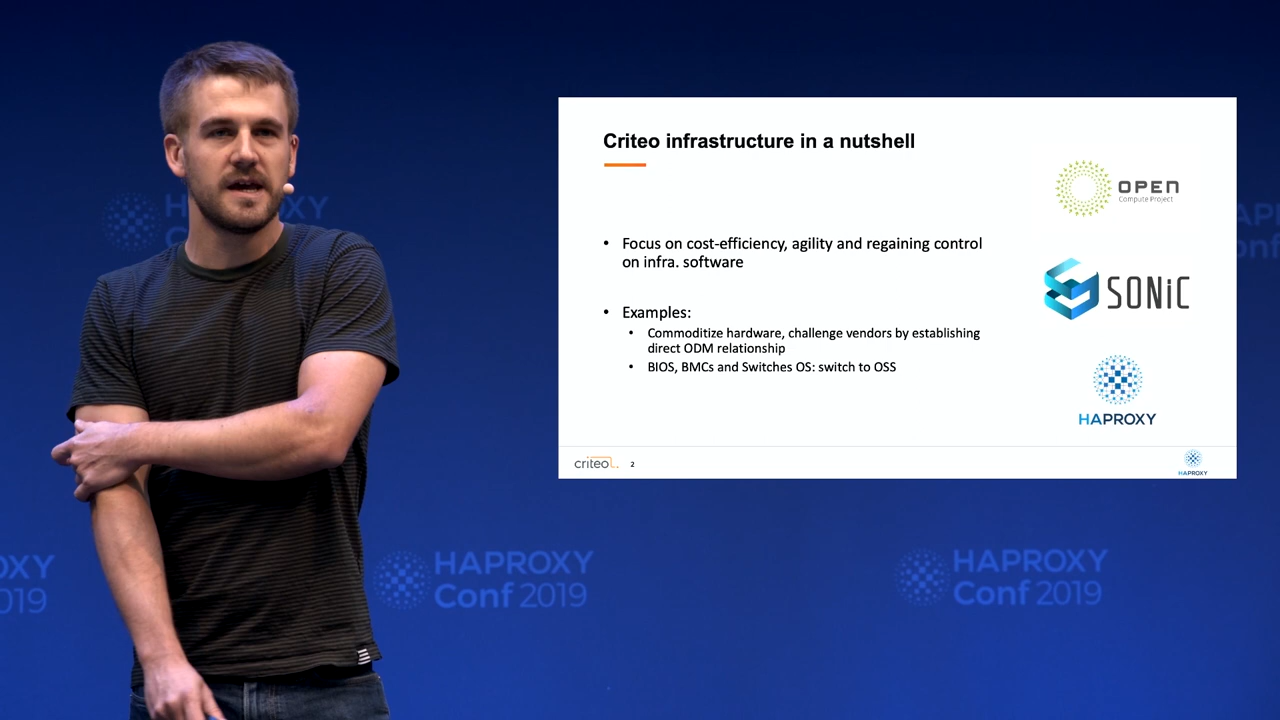 Criteo infrastructure in a nutshell
• Focus on cost-efficiency, agility and regaining control
on infra. software
• Examples:
• Commoditize hardware, challenge vendors by establishing
direct ODM relationship
• BIOS, BMCs and Switches OS: switch to OSS
OPEN
Compute Project
SONiC
HAPROXY
criteo
2
HAPROXY
HAPROXY
Conf 2019
HAPROXY
Conf 2019